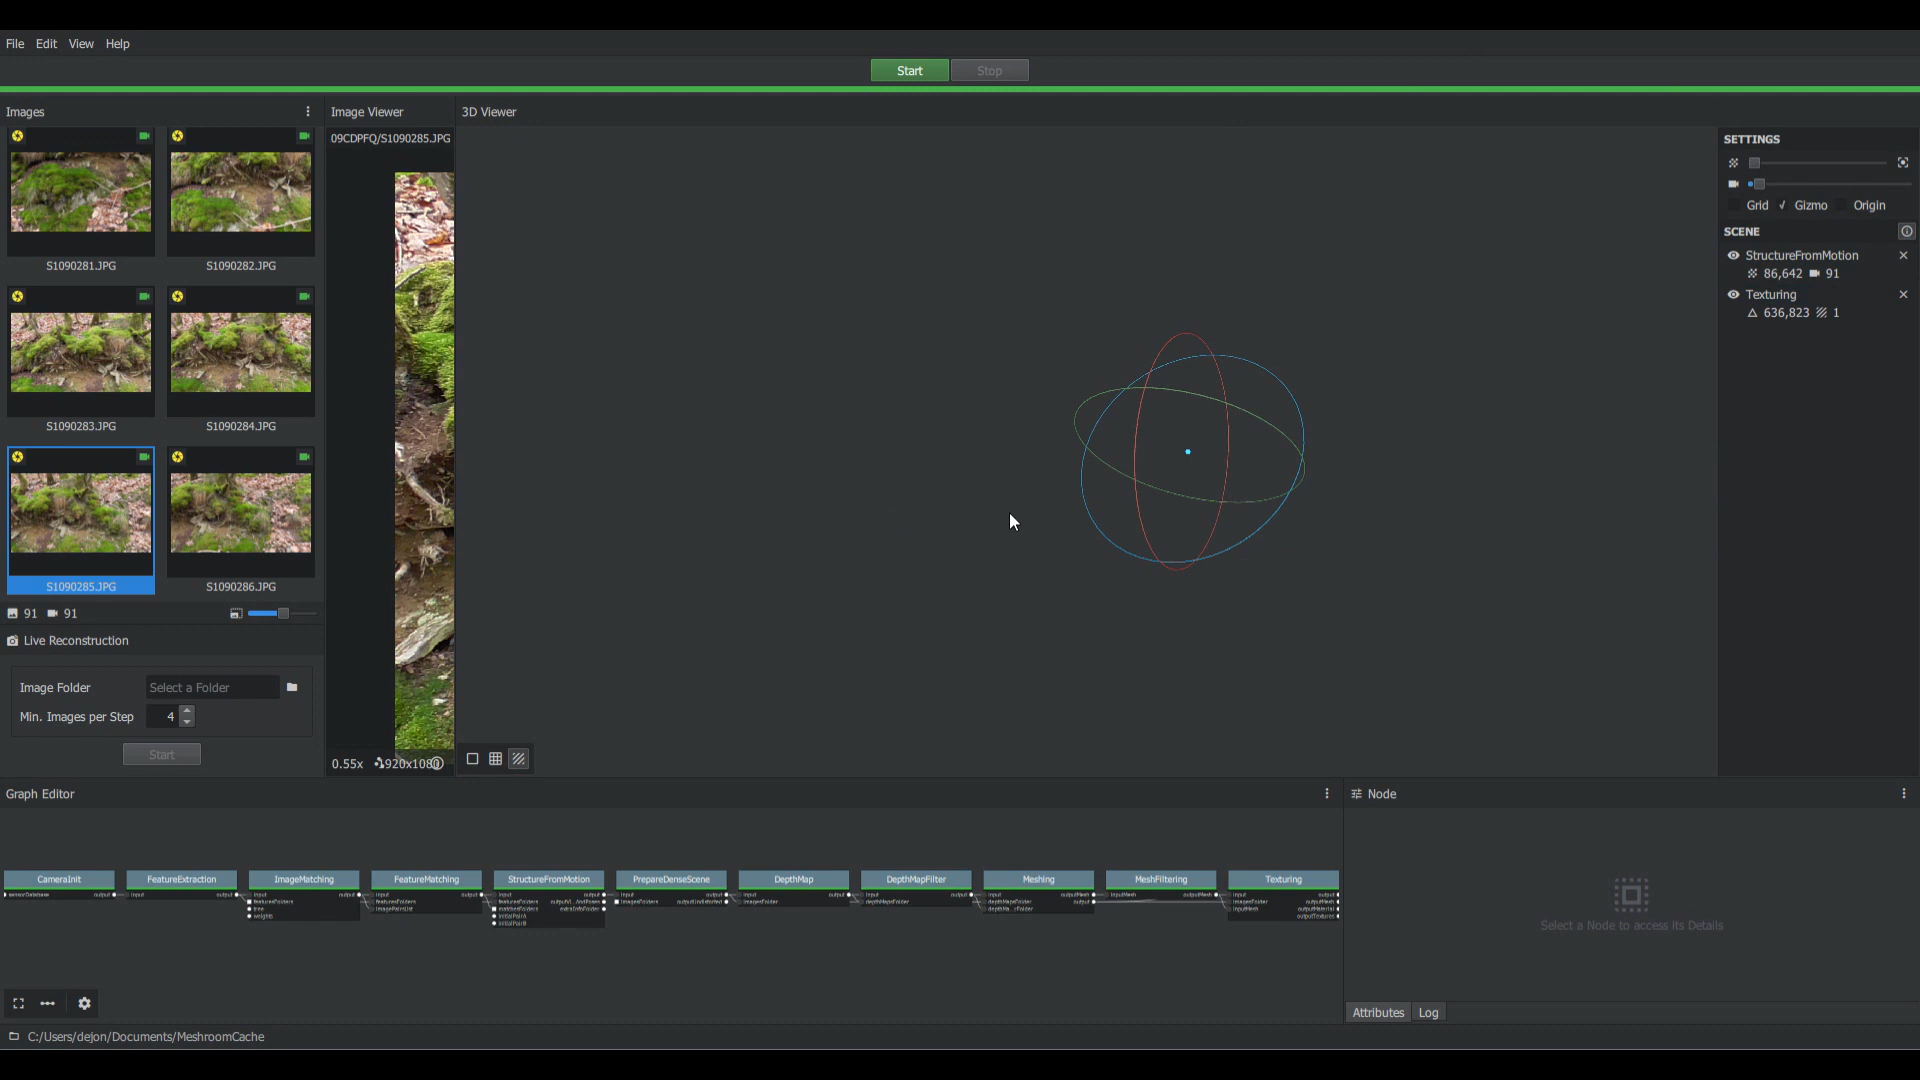 File Edit View Help
Start Stop
Images
Image Viewer
3D Viewer
09CDPFQ/S1090285.JPG
SETTINGS
Grid Gizmo Origin
SCENE
StructureFromMotion
86,642 91
Texturing
636,823 1
S1090281.JPG S1090282.JPG
S1090283.JPG S1090284.JPG
S1090285.JPG S1090286.JPG
91 91
Live Reconstruction
Image Folder Select a Folder
Min. Images per Step 4
Start
0.55x 1920x1080
Graph Editor
Node
CameraInit FeatureExtraction ImageMatching FeatureMatching StructureFromMotion PrepareDenseScene DepthMap DepthMapFilter Meshing MeshFiltering Texturing
Select a Node to access its Details
Attributes Log
C:/Users/dejon/Documents/MeshroomCache